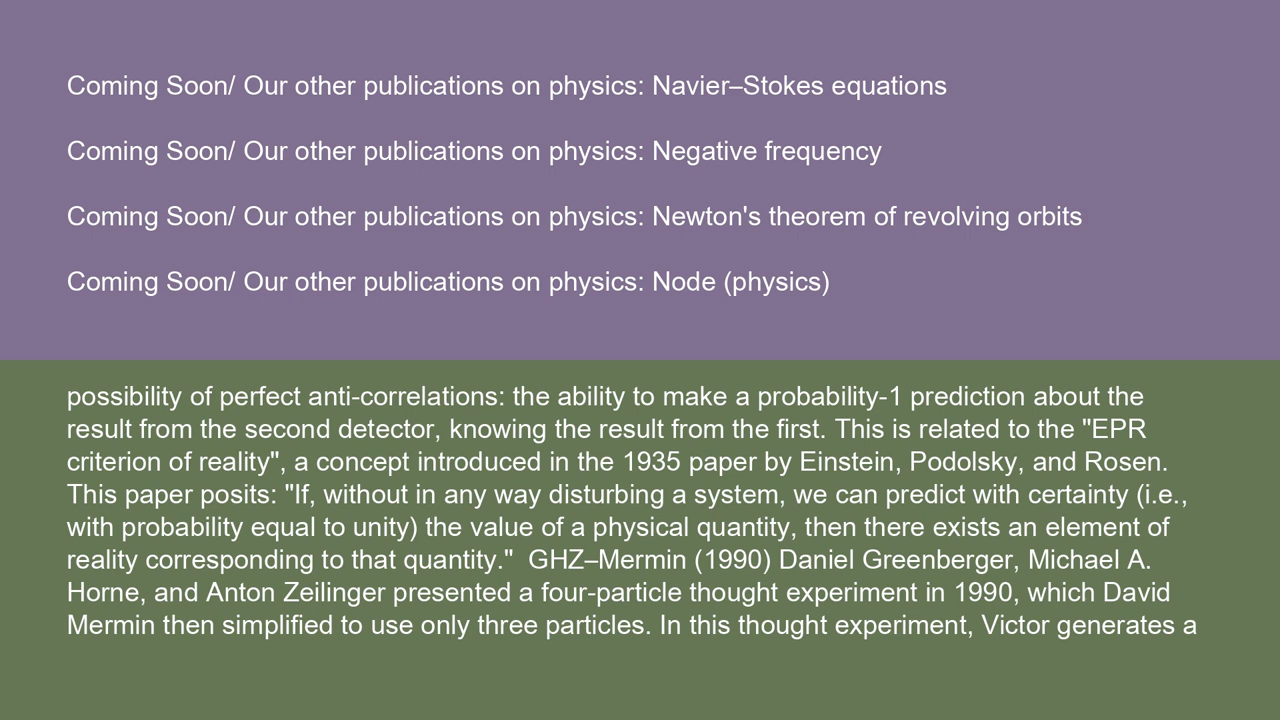 Coming Soon/ Our other publications on physics: Navier–Stokes equations
Coming Soon/ Our other publications on physics: Negative frequency
Coming Soon/ Our other publications on physics: Newton's theorem of revolving orbits
Coming Soon/ Our other publications on physics: Node (physics)
possibility of perfect anti-correlations: the ability to make a probability-1 prediction about the
result from the second detector, knowing the result from the first. This is related to the "EPR
criterion of reality", a concept introduced in the 1935 paper by Einstein, Podolsky, and Rosen.
This paper posits: "If, without in any way disturbing a system, we can predict with certainty (i.e.,
with probability equal to unity) the value of a physical quantity, then there exists an element of
reality corresponding to that quantity."  GHZ–Mermin (1990) Daniel Greenberger, Michael A.
Horne, and Anton Zeilinger presented a four-particle thought experiment in 1990, which David
Mermin then simplified to use only three particles. In this thought experiment, Victor generates a